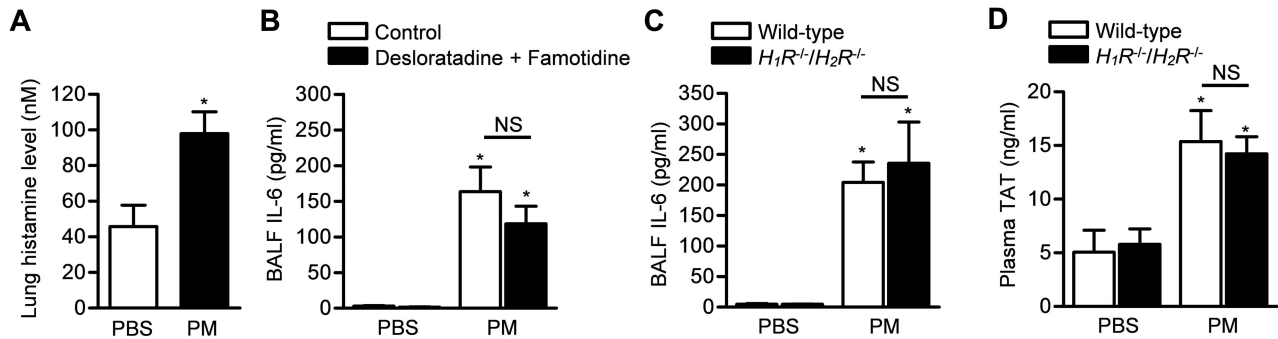 A
Lung histamine level (nM)
120
100
80
60
40
20
0
*
PBS PM
B
Control
Desloratadine + Famotidine
BALF IL-6 (pg/ml)
300
250
200
150
100
50
0
NS
*
*
PBS PM
C
Wild-type
H₁R⁻/⁻/H₂R⁻/⁻
BALF IL-6 (pg/ml)
350
300
250
200
150
100
50
0
NS
*
*
PBS PM
D
Wild-type
H₁R⁻/⁻/H₂R⁻/⁻
Plasma TAT (ng/ml)
20
15
10
5
0
NS
*
*
PBS PM